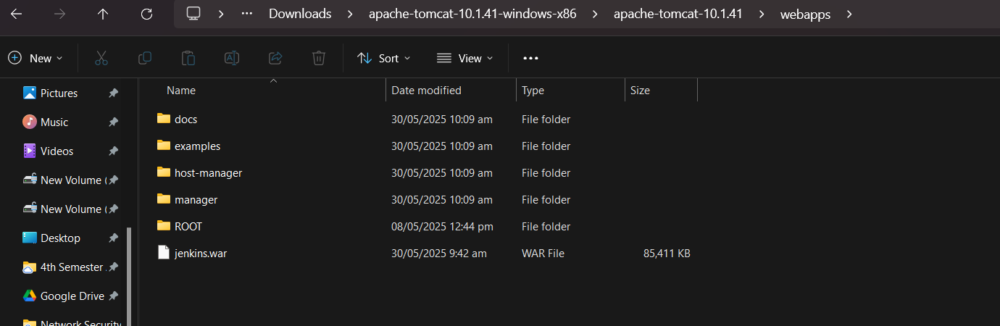 Downloads > apache-tomcat-10.1.41-windows-x86 > apache-tomcat-10.1.41 > webapps >
New Sort View
Name Date modified Type Size
Pictures
Music
Videos
New Volume (
New Volume (
Desktop
4th Semester
Google Drive
Network Security
docs 30/05/2025 10:09 am File folder
examples 30/05/2025 10:09 am File folder
host-manager 30/05/2025 10:09 am File folder
manager 30/05/2025 10:09 am File folder
ROOT 08/05/2025 12:44 pm File folder
jenkins.war 30/05/2025 9:42 am WAR File 85,411 KB